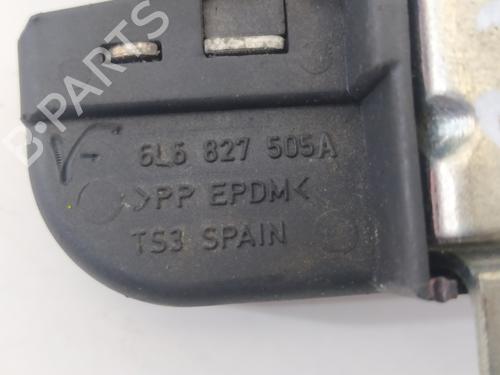 6L6 827 505A
>PP EPDM<
TS3 SPAIN
B-PARTS